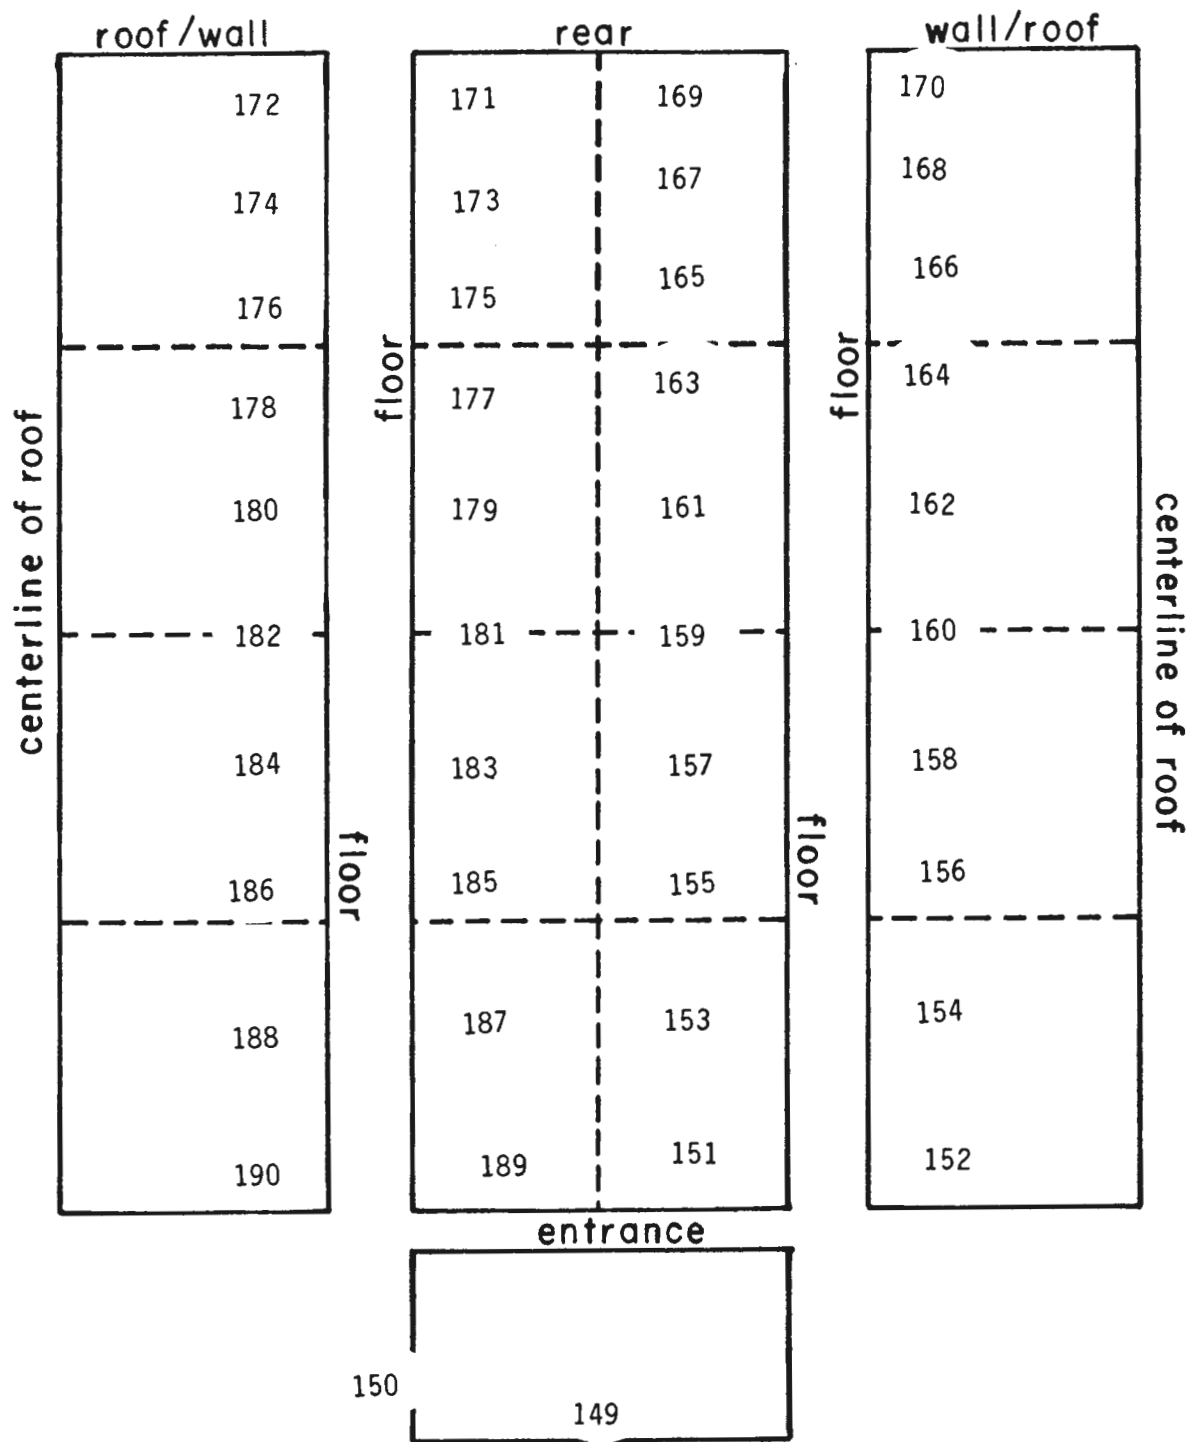 roof/wall rear wall/roof
172 171 169 170
174 173 167 168
176 175 165 166
floor floor
178 177 163 164
centerline of roof
180 179 161 162
centerline of roof
182 181 159 160
184 183 157 158
floor floor
186 185 155 156
188 187 153 154
190 189 151 152
entrance
150
149